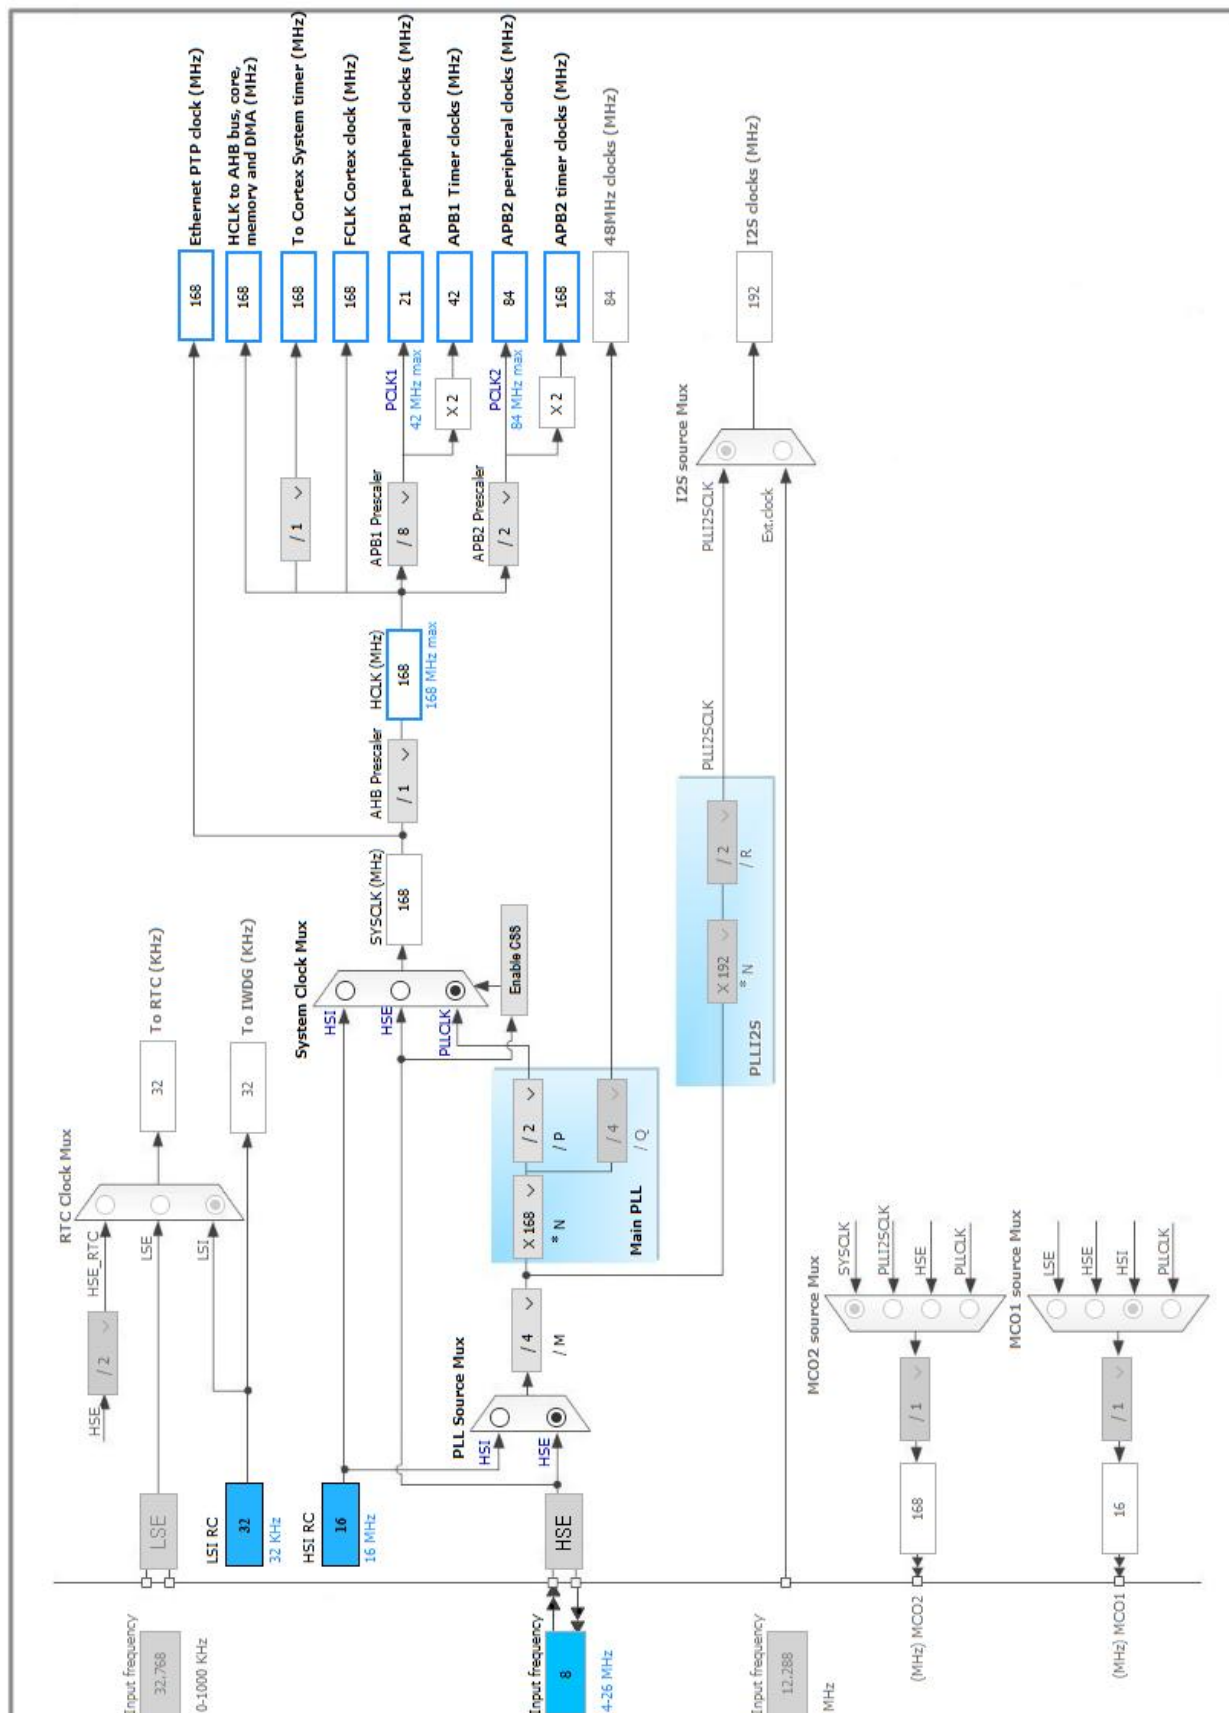 Input frequency
32.768
0-1000 KHz
LSE
HSE
/ 2
HSE_RTC
LSE
LSI
RTC Clock Mux
32
To RTC (KHz)
LSI RC
32
32 KHz
32
To IWDG (KHz)
HSI RC
16
16 MHz
Input frequency
8
4-26 MHz
HSE
PLL Source Mux
HSI
HSE
/ 4
/ M
X 168
* N
/ 2
/ P
/ 4
/ Q
Main PLL
System Clock Mux
HSI
HSE
PLLCLK
Enable CSS
SYSCLK (MHz)
168
AHB Prescaler
/ 1
HCLK (MHz)
168
168 MHz max
/ 1
APB1 Prescaler
/ 8
PCLK1
42 MHz max
X 2
APB2 Prescaler
/ 2
PCLK2
84 MHz max
X 2
168
Ethernet PTP clock (MHz)
168
HCLK to AHB bus, core,
memory and DMA (MHz)
168
To Cortex System timer (MHz)
168
FCLK Cortex clock (MHz)
21
APB1 peripheral clocks (MHz)
42
APB1 Timer clocks (MHz)
84
APB2 peripheral clocks (MHz)
168
APB2 timer clocks (MHz)
84
48MHz clocks (MHz)
X 192
* N
/ 2
/ R
PLLI2S
PLLI2SCLK
PLLI2SCLK
Ext.clock
I2S source Mux
192
I2S clocks (MHz)
Input frequency
12.288
MHz
MCO2 source Mux
SYSCLK
PLLI2SCLK
HSE
PLLCLK
/ 1
168
(MHz) MCO2
MCO1 source Mux
LSE
HSE
HSI
PLLCLK
/ 1
16
(MHz) MCO1